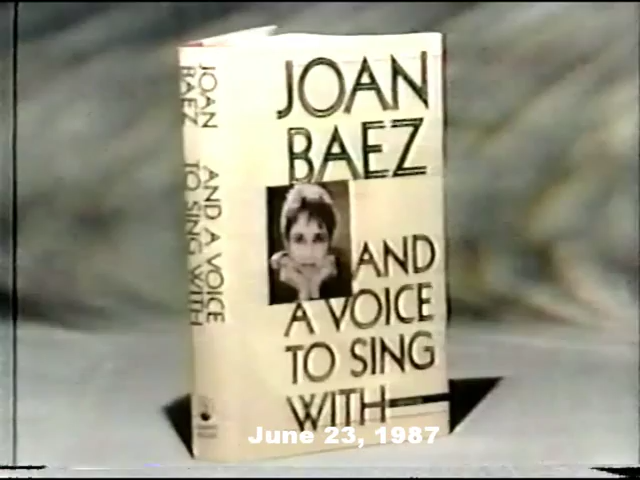 JOAN BAEZ
AND A VOICE TO SING WITH
JOAN
BAEZ
AND
A VOICE
TO SING
WITH—
June 23, 1987